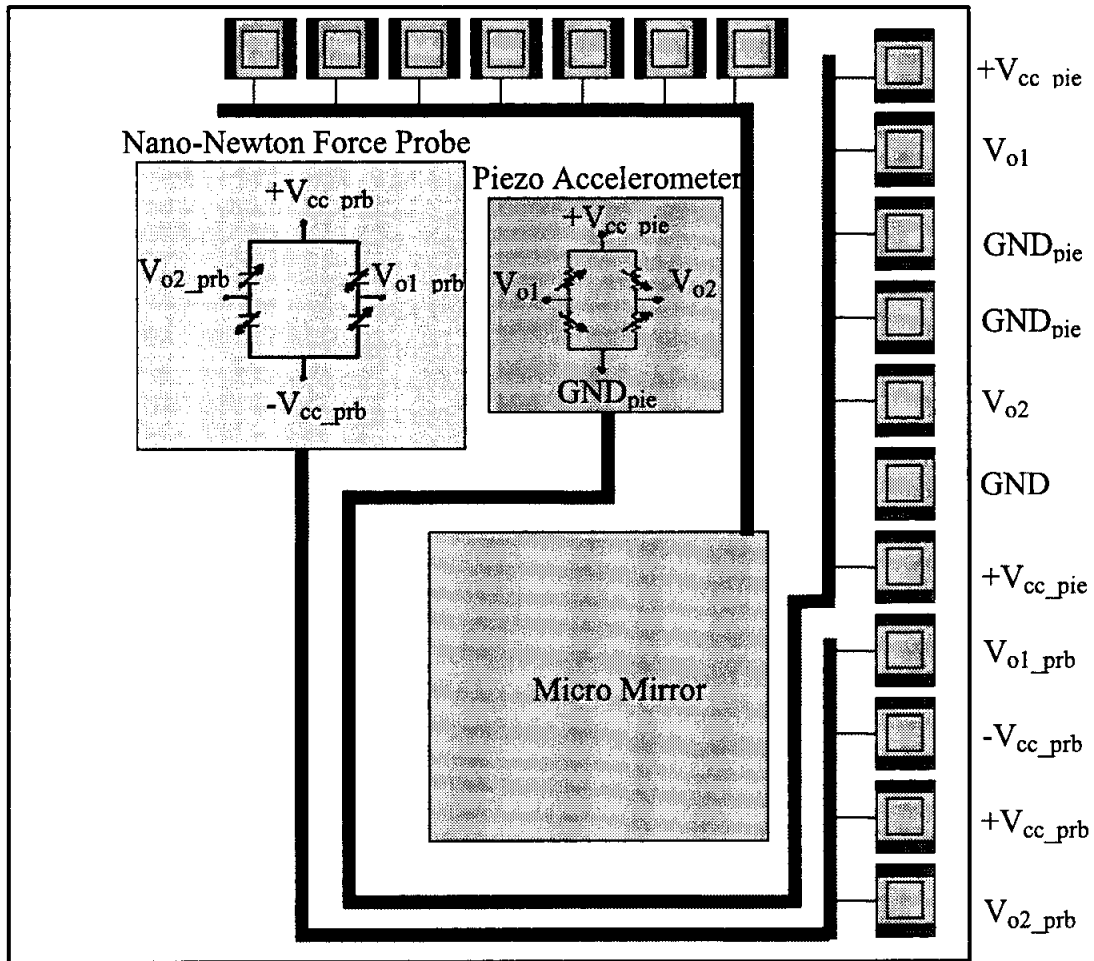 +Vcc_pie
Nano-Newton Force Probe
Vo1
Piezo Accelerometer
+Vcc_prb
+Vcc_pie
GNDpie
Vo2_prb
Vo1_prb
Vo1
Vo2
GNDpie
-Vcc_prb
GNDpie
Vo2
GND
+Vcc_pie
Vo1_prb
Micro Mirror
-Vcc_prb
+Vcc_prb
Vo2_prb